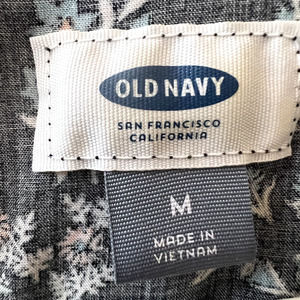 OLD NAVY
SAN FRANCISCO
CALIFORNIA
M
MADE IN
VIETNAM